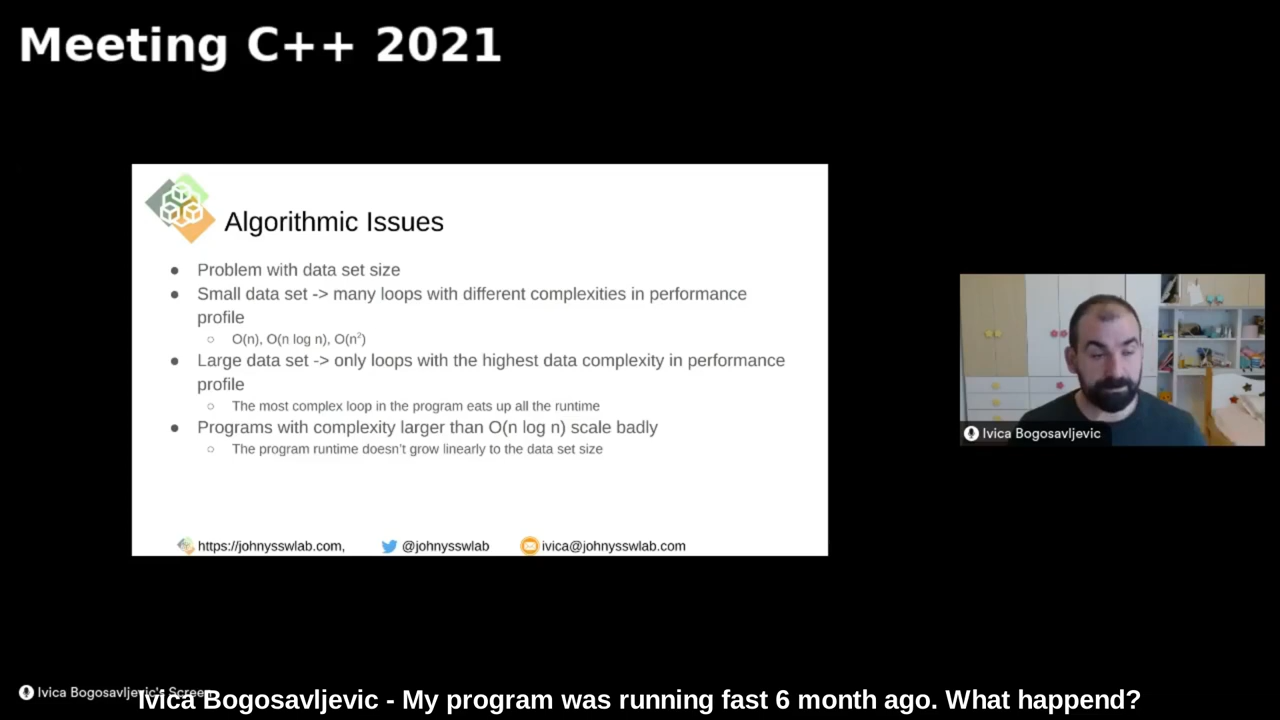 Meeting C++ 2021
Algorithmic Issues
● Problem with data set size
● Small data set -> many loops with different complexities in performance
profile
○ O(n), O(n log n), O(n²)
● Large data set -> only loops with the highest data complexity in performance
profile
○ The most complex loop in the program eats up all the runtime
● Programs with complexity larger than O(n log n) scale badly
○ The program runtime doesn't grow linearly to the data set size
https://johnysswlab.com, @johnysswlab ivica@johnysswlab.com
Ivica Bogosavljevic
Ivica Bogosavljevic's Screen
Ivica Bogosavljevic - My program was running fast 6 month ago. What happend?